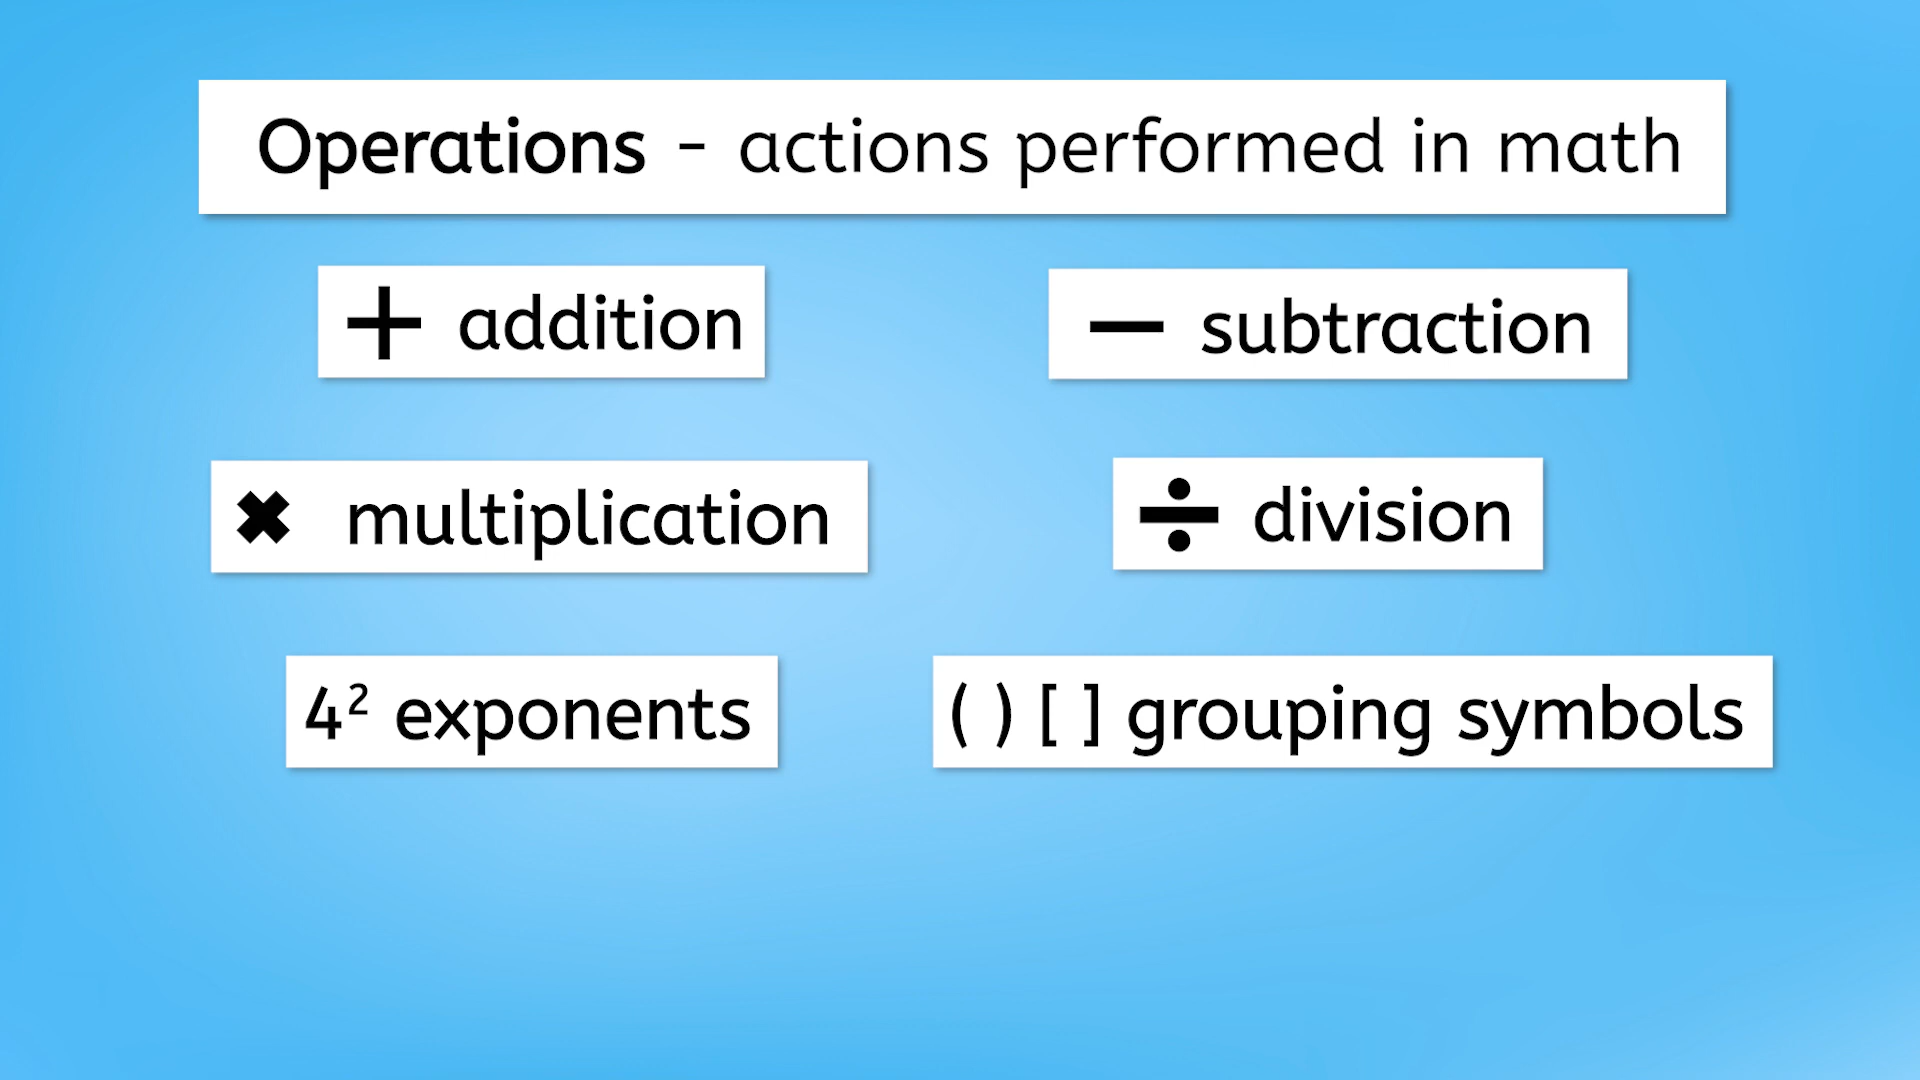 Operations - actions performed in math
+ addition
− subtraction
✖ multiplication
÷ division
4² exponents
( ) [ ] grouping symbols